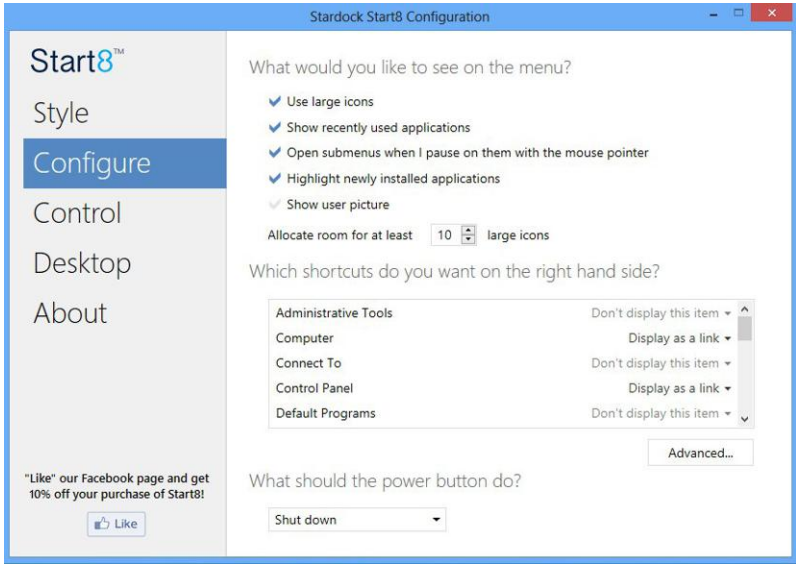 Stardock Start8 Configuration
Start8™
Style
Configure
Control
Desktop
About
"Like" our Facebook page and get
10% off your purchase of Start8!
Like
What would you like to see on the menu?
Use large icons
Show recently used applications
Open submenus when I pause on them with the mouse pointer
Highlight newly installed applications
Show user picture
Allocate room for at least 10 large icons
Which shortcuts do you want on the right hand side?
Administrative Tools Don't display this item
Computer Display as a link
Connect To Don't display this item
Control Panel Display as a link
Default Programs Don't display this item
Advanced...
What should the power button do?
Shut down